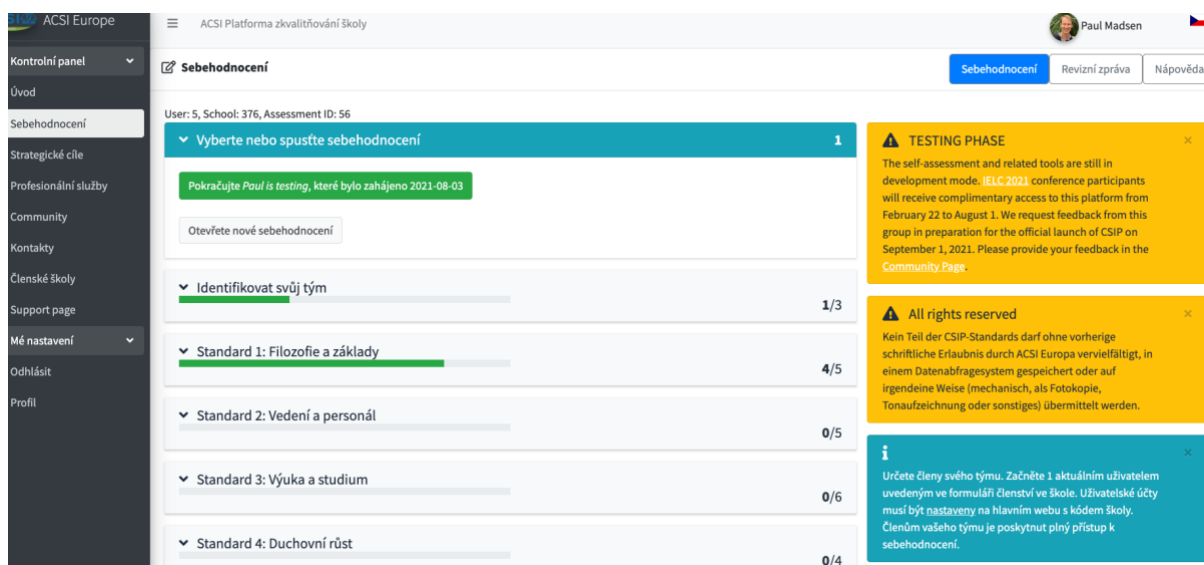 ACSI Europe
ACSI Platforma zkvalitňování školy
Paul Madsen
Kontrolní panel
Úvod
Sebehodnocení
Strategické cíle
Profesionální služby
Community
Kontakty
Členské školy
Support page
Mé nastavení
Odhlásit
Profil
Sebehodnocení
Sebehodnocení
Revizní zpráva
Nápověda
User: 5, School: 376, Assessment ID: 56
Vyberte nebo spusťte sebehodnocení 1
Pokračujte Paul is testing, které bylo zahájeno 2021-08-03
Otevřete nové sebehodnocení
Identifikovat svůj tým
1/3
Standard 1: Filozofie a základy
4/5
Standard 2: Vedení a personál
0/5
Standard 3: Výuka a studium
0/6
Standard 4: Duchovní růst
0/4
TESTING PHASE
The self-assessment and related tools are still in
development mode. IELC 2021 conference participants
will receive complimentary access to this platform from
February 22 to August 1. We request feedback from this
group in preparation for the official launch of CSIP on
September 1, 2021. Please provide your feedback in the
Community Page.
All rights reserved
Kein Teil der CSIP-Standards darf ohne vorherige
schriftliche Erlaubnis durch ACSI Europa vervielfältigt, in
einem Datenabfragesystem gespeichert oder auf
irgendeine Weise (mechanisch, als Fotokopie,
Tonaufzeichnung oder sonstiges) übermittelt werden.
Určete členy svého týmu. Začněte 1 aktuálním uživatelem
uvedeným ve formuláři členství ve škole. Uživatelské účty
musí být nastaveny na hlavním webu s kódem školy.
Členům vašeho týmu je poskytnut plný přístup k
sebehodnocení.